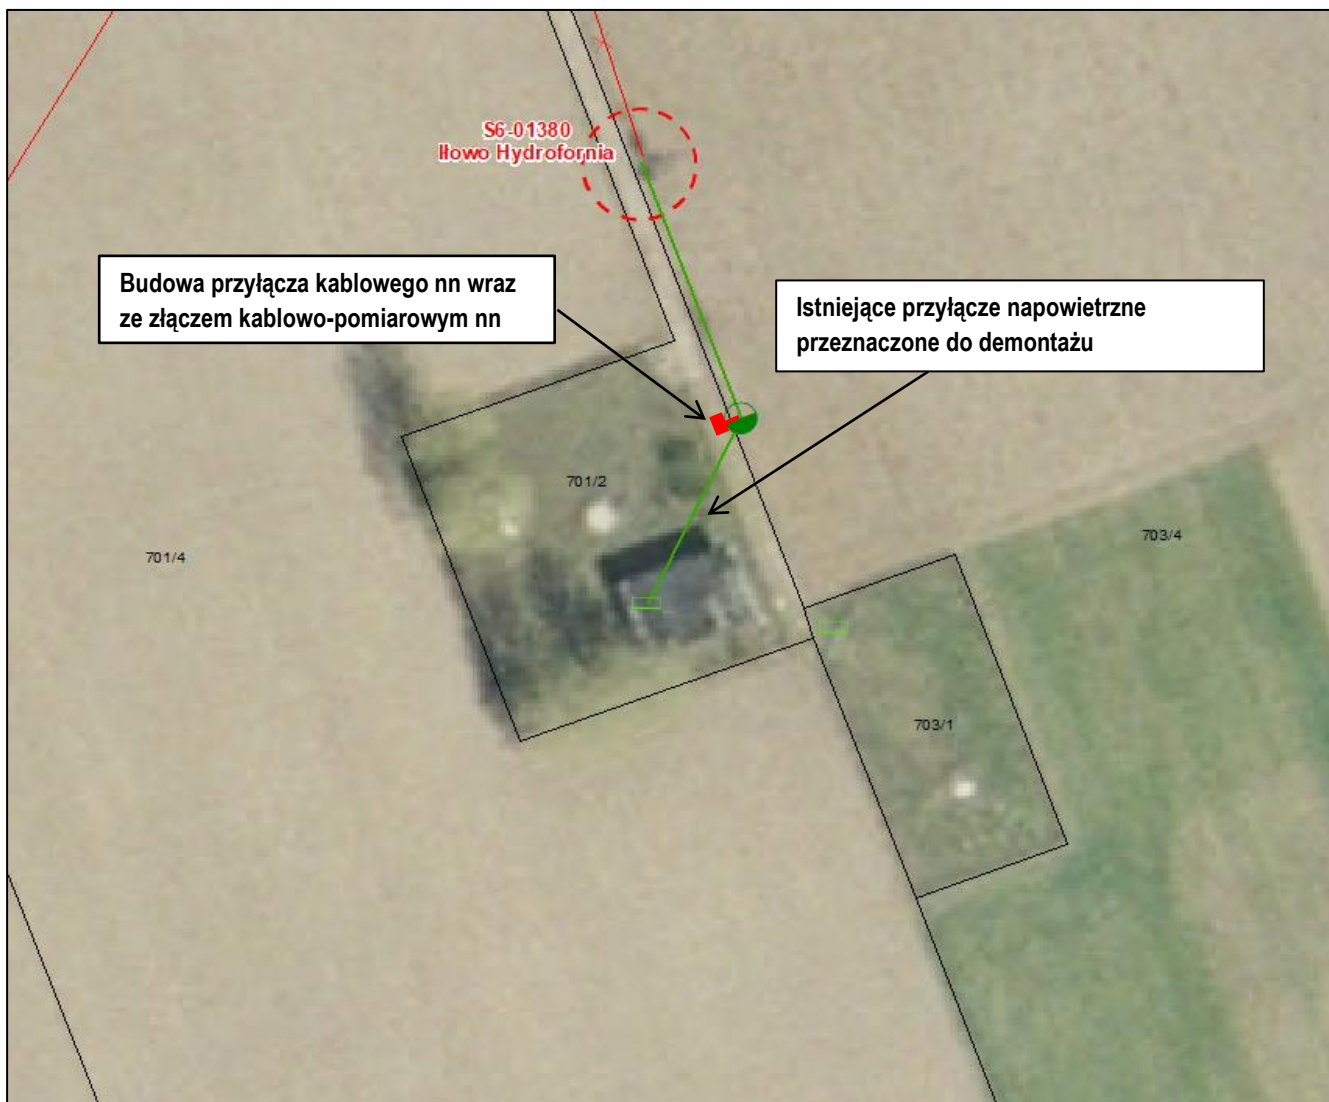 S6-01380
Iłowo Hydrofornia
Budowa przyłącza kablowego nn wraz
ze złączem kablowo-pomiarowym nn
Istniejące przyłącze napowietrzne
przeznaczone do demontażu
701/2
701/4
703/4
703/1